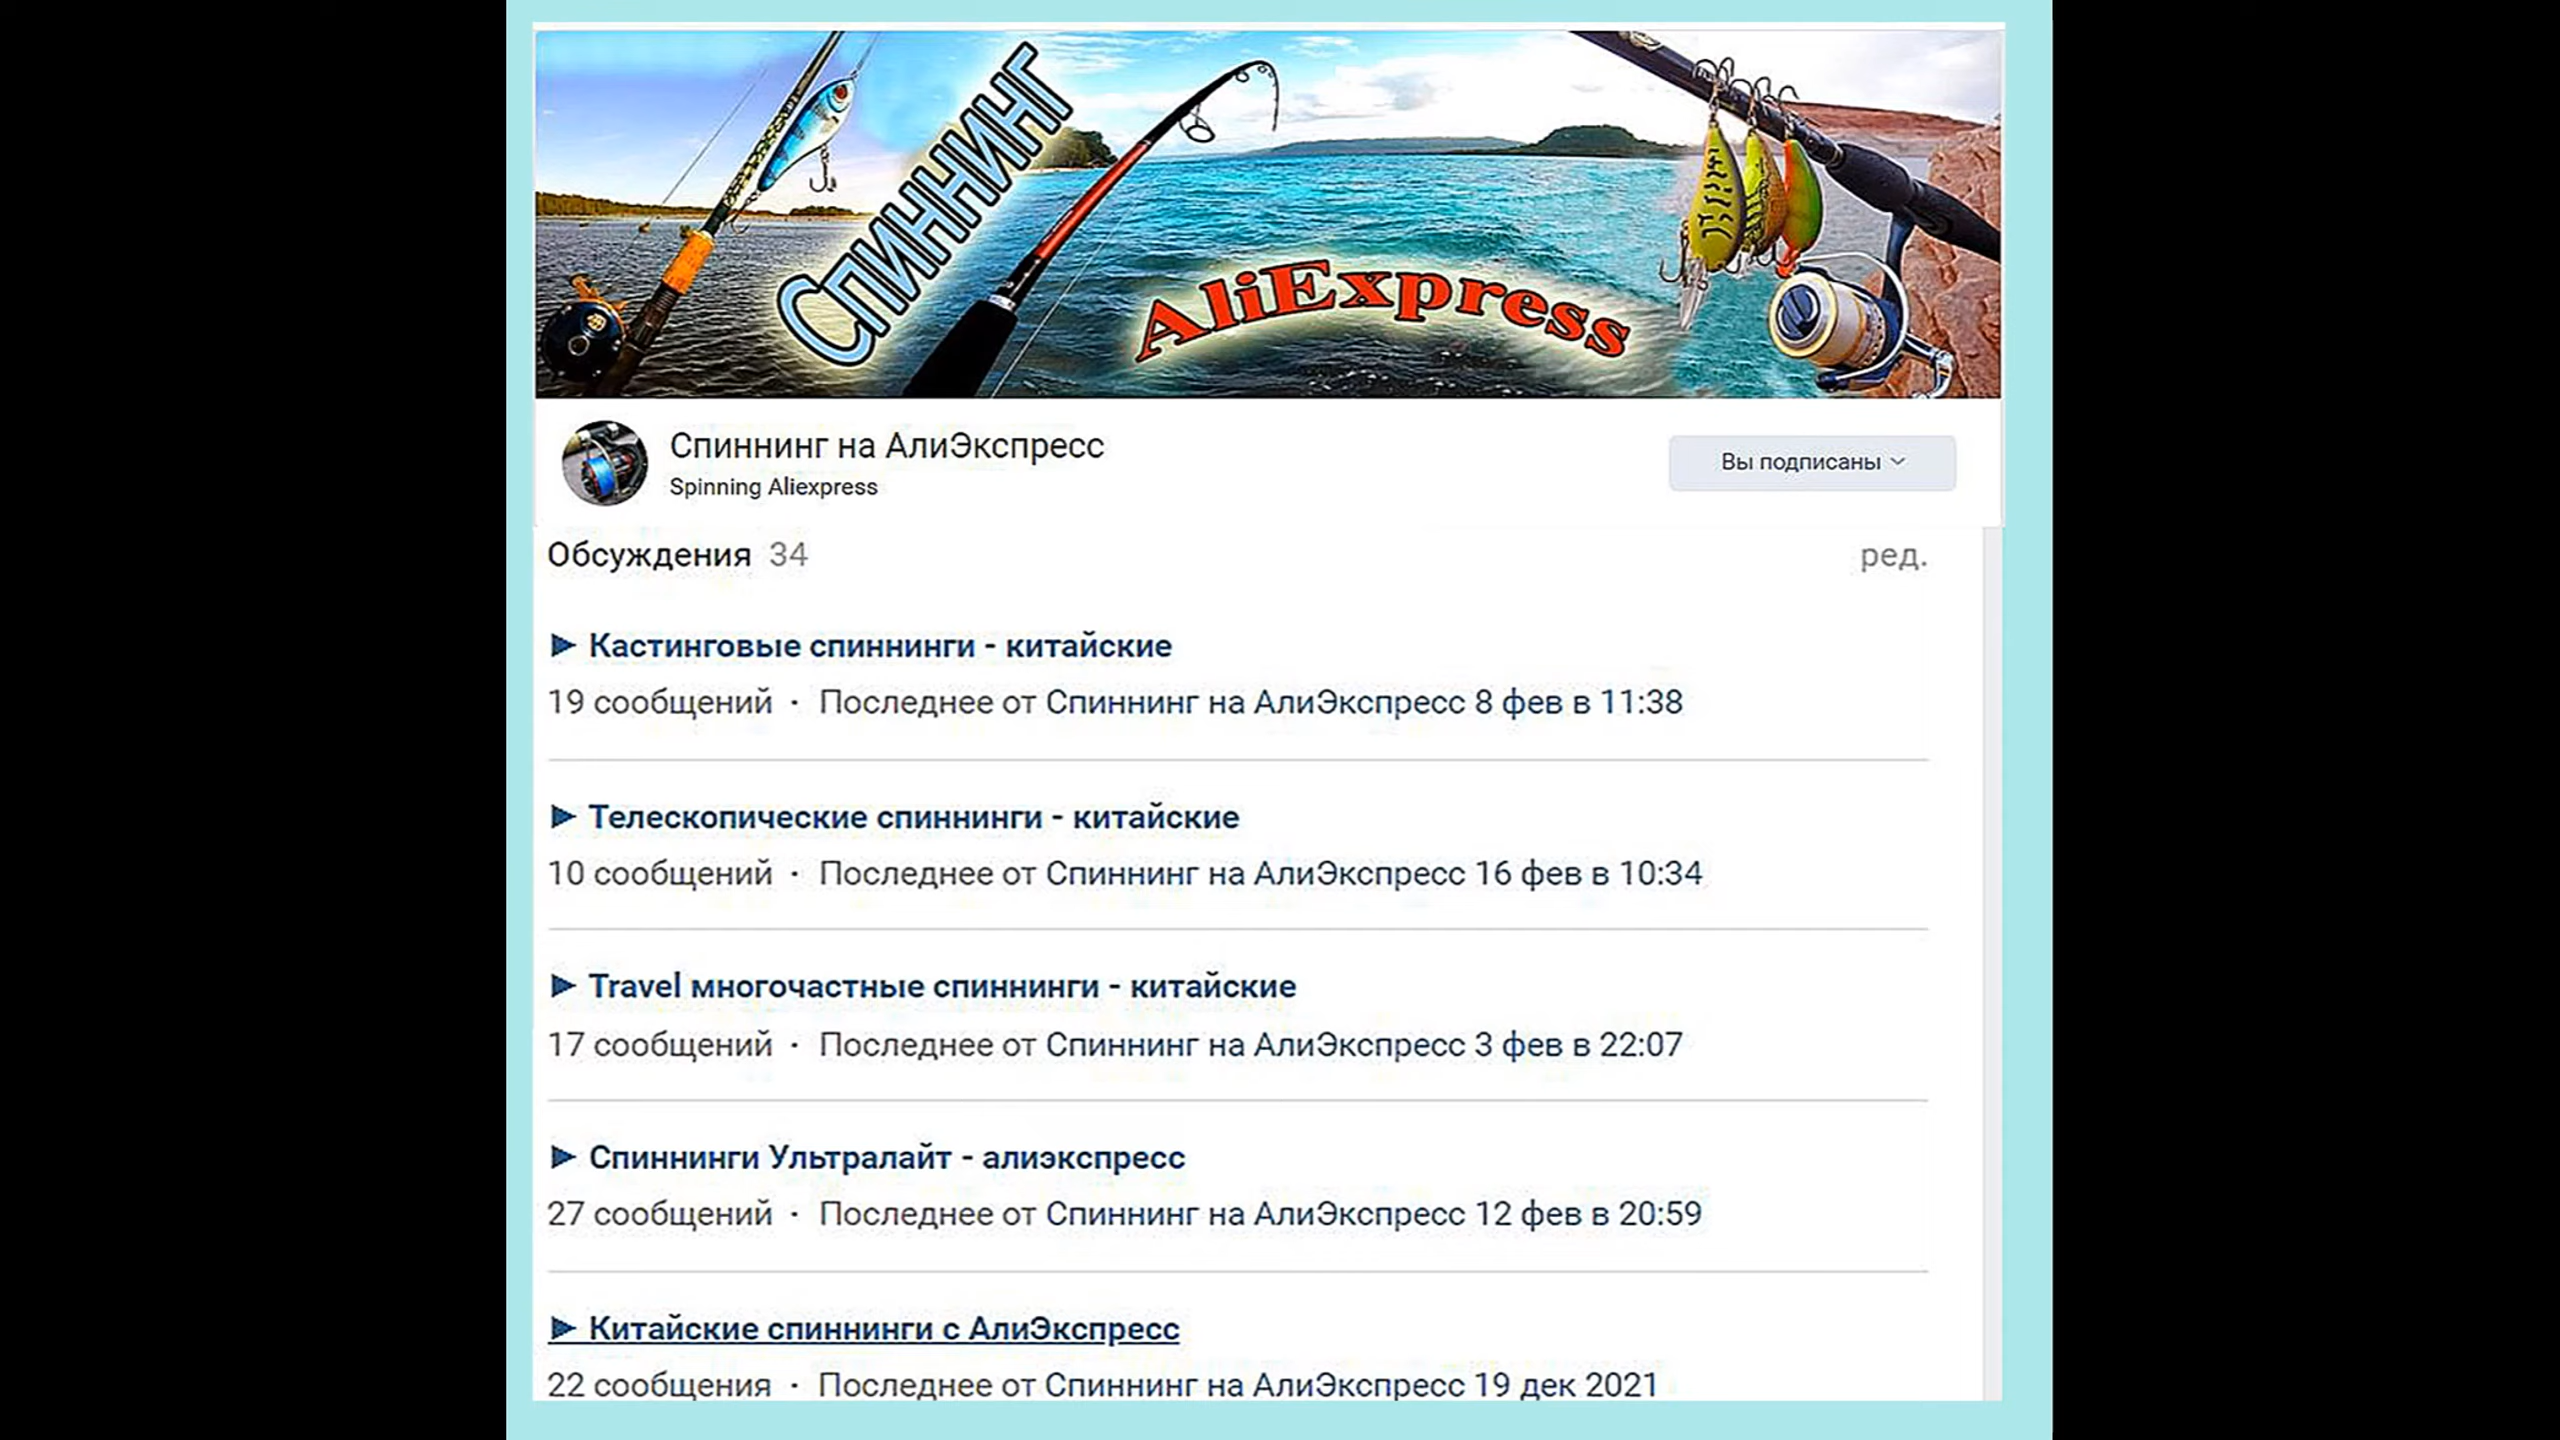 Спиннинг
AliExpress
Спиннинг на АлиЭкспресс
Spinning Aliexpress
Вы подписаны
Обсуждения 34
ред.
► Кастинговые спиннинги - китайские
19 сообщений · Последнее от Спиннинг на АлиЭкспресс 8 фев в 11:38
► Телескопические спиннинги - китайские
10 сообщений · Последнее от Спиннинг на АлиЭкспресс 16 фев в 10:34
► Travel многочастные спиннинги - китайские
17 сообщений · Последнее от Спиннинг на АлиЭкспресс 3 фев в 22:07
► Спиннинги Ультралайт - алиэкспресс
27 сообщений · Последнее от Спиннинг на АлиЭкспресс 12 фев в 20:59
► Китайские спиннинги с АлиЭкспресс
22 сообщения · Последнее от Спиннинг на АлиЭкспресс 19 дек 2021